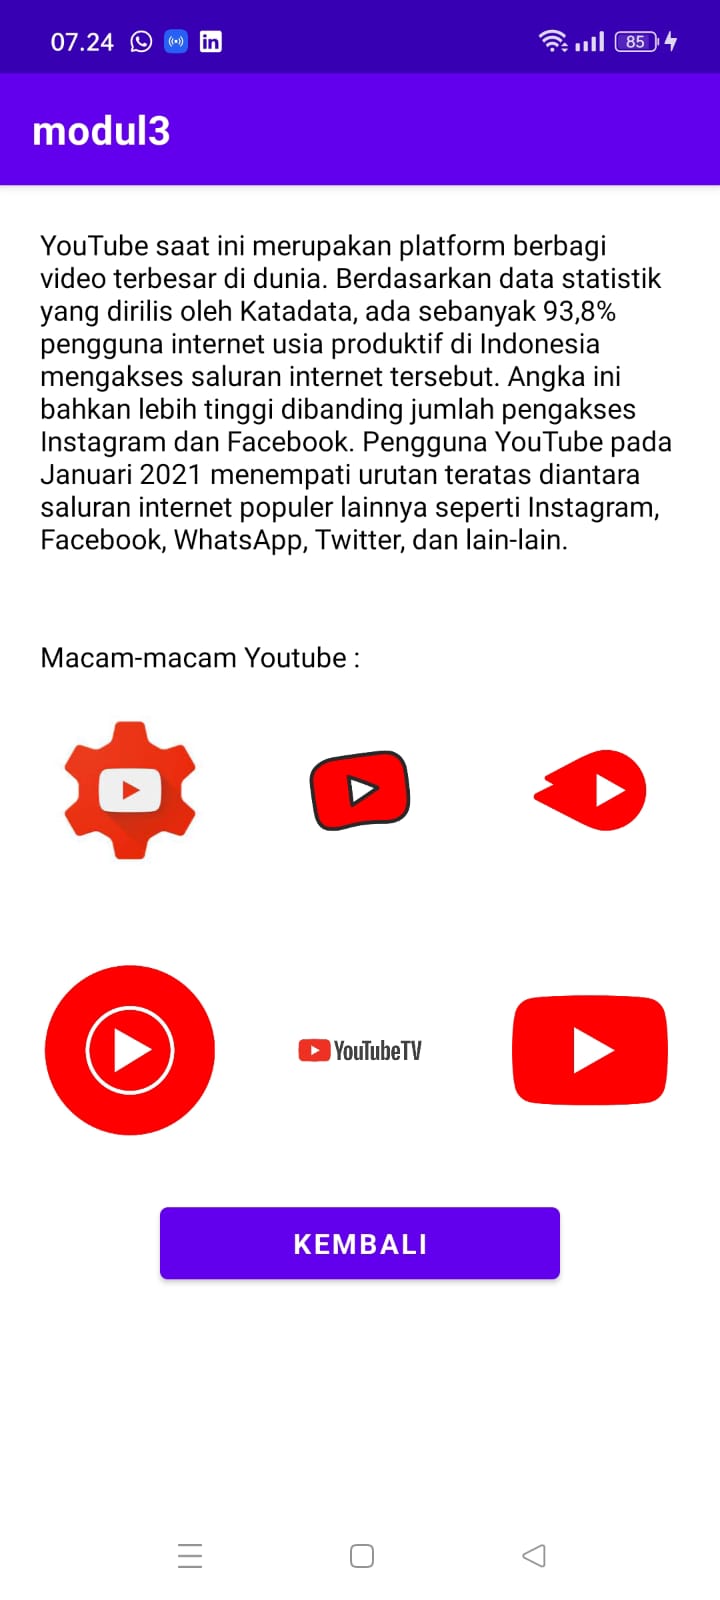 07.24
85
modul3
YouTube saat ini merupakan platform berbagi
video terbesar di dunia. Berdasarkan data statistik
yang dirilis oleh Katadata, ada sebanyak 93,8%
pengguna internet usia produktif di Indonesia
mengakses saluran internet tersebut. Angka ini
bahkan lebih tinggi dibanding jumlah pengakses
Instagram dan Facebook. Pengguna YouTube pada
Januari 2021 menempati urutan teratas diantara
saluran internet populer lainnya seperti Instagram,
Facebook, WhatsApp, Twitter, dan lain-lain.
Macam-macam Youtube :
YouTubeTV
KEMBALI